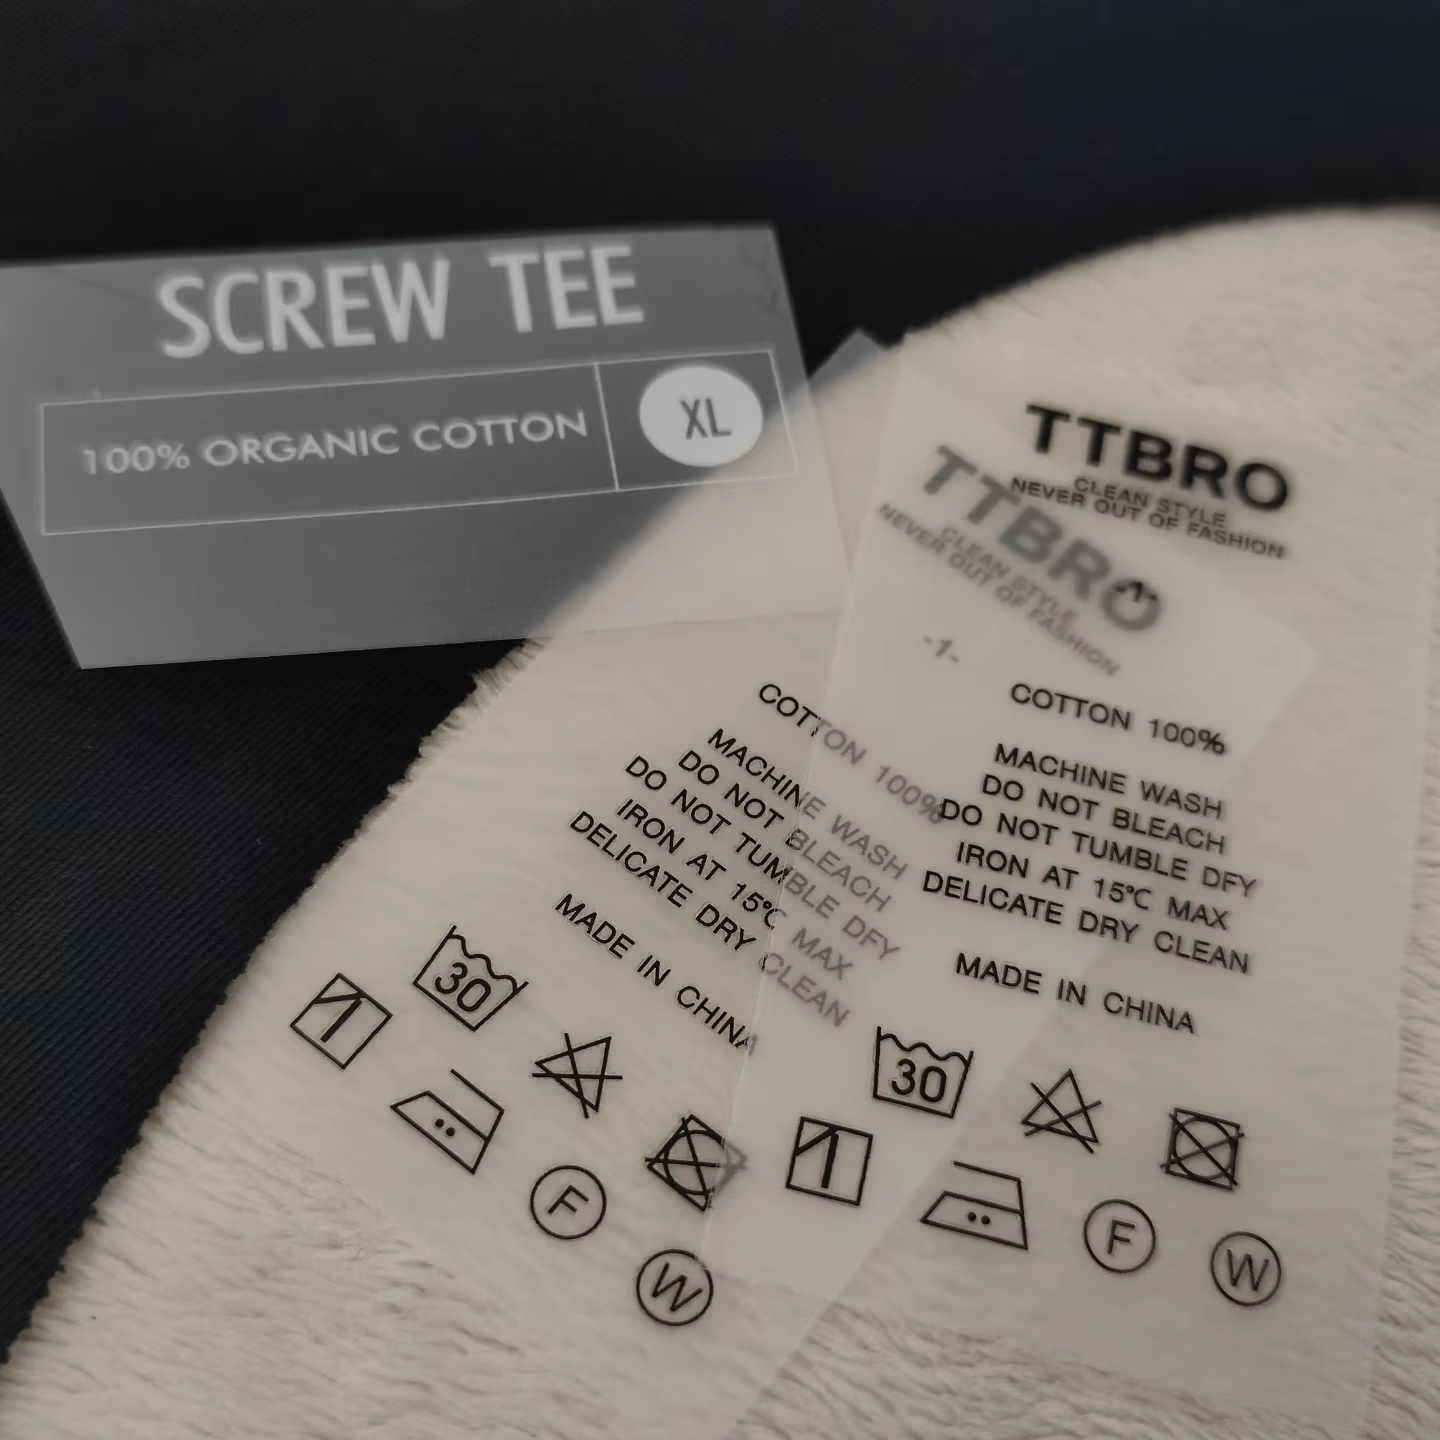 SCREW TEE
100% ORGANIC COTTON
XL
TTBRO
CLEAN STYLE
NEVER OUT OF FASHION
-1-
COTTON 100%
MACHINE WASH
DO NOT BLEACH
DO NOT TUMBLE DFY
IRON AT 15℃ MAX
DELICATE DRY CLEAN
MADE IN CHINA
30
1
F
W
TTBRO
CLEAN STYLE
NEVER OUT OF FASHION
-1-
COTTON 100%
MACHINE WASH
DO NOT BLEACH
DO NOT TUMBLE DFY
IRON AT 15℃ MAX
DELICATE DRY CLEAN
MADE IN CHINA
30
1
F
W